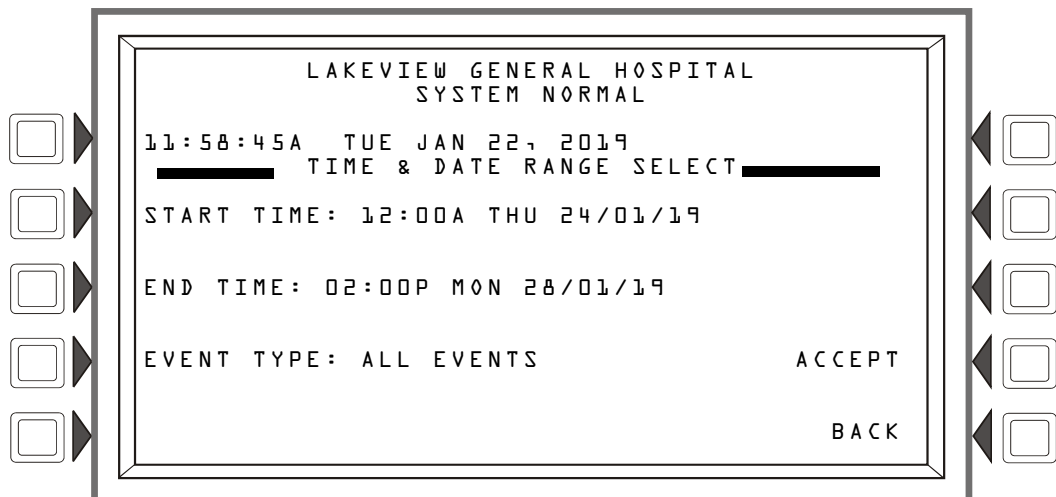 LAKEVIEW GENERAL HOSPITAL
SYSTEM NORMAL
11:58:45A TUE JAN 22, 2019
TIME & DATE RANGE SELECT
START TIME: 12:00A THU 24/01/19
END TIME: 02:00P MON 28/01/19
EVENT TYPE: ALL EVENTS ACCEPT
BACK